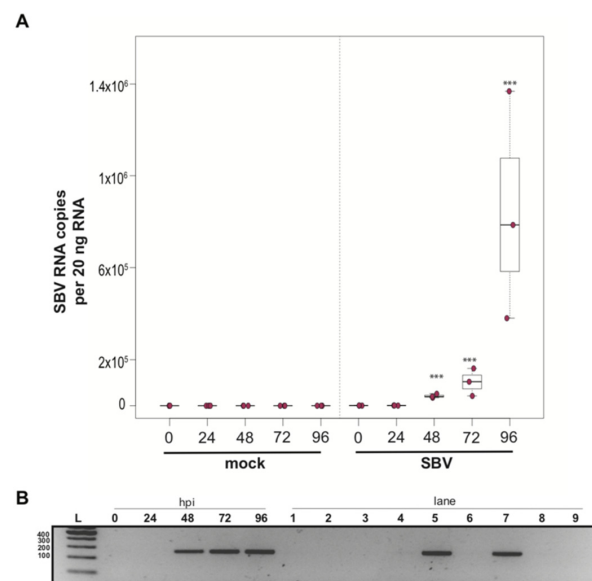 A
SBV RNA copies
per 20 ng RNA
1.4x10⁶
1x10⁶
6x10⁵
2x10⁵
0
***
***
***
0 24 48 72 96 0 24 48 72 96
mock SBV
B
hpi lane
L 0 24 48 72 96 1 2 3 4 5 6 7 8 9
400
300
200
100